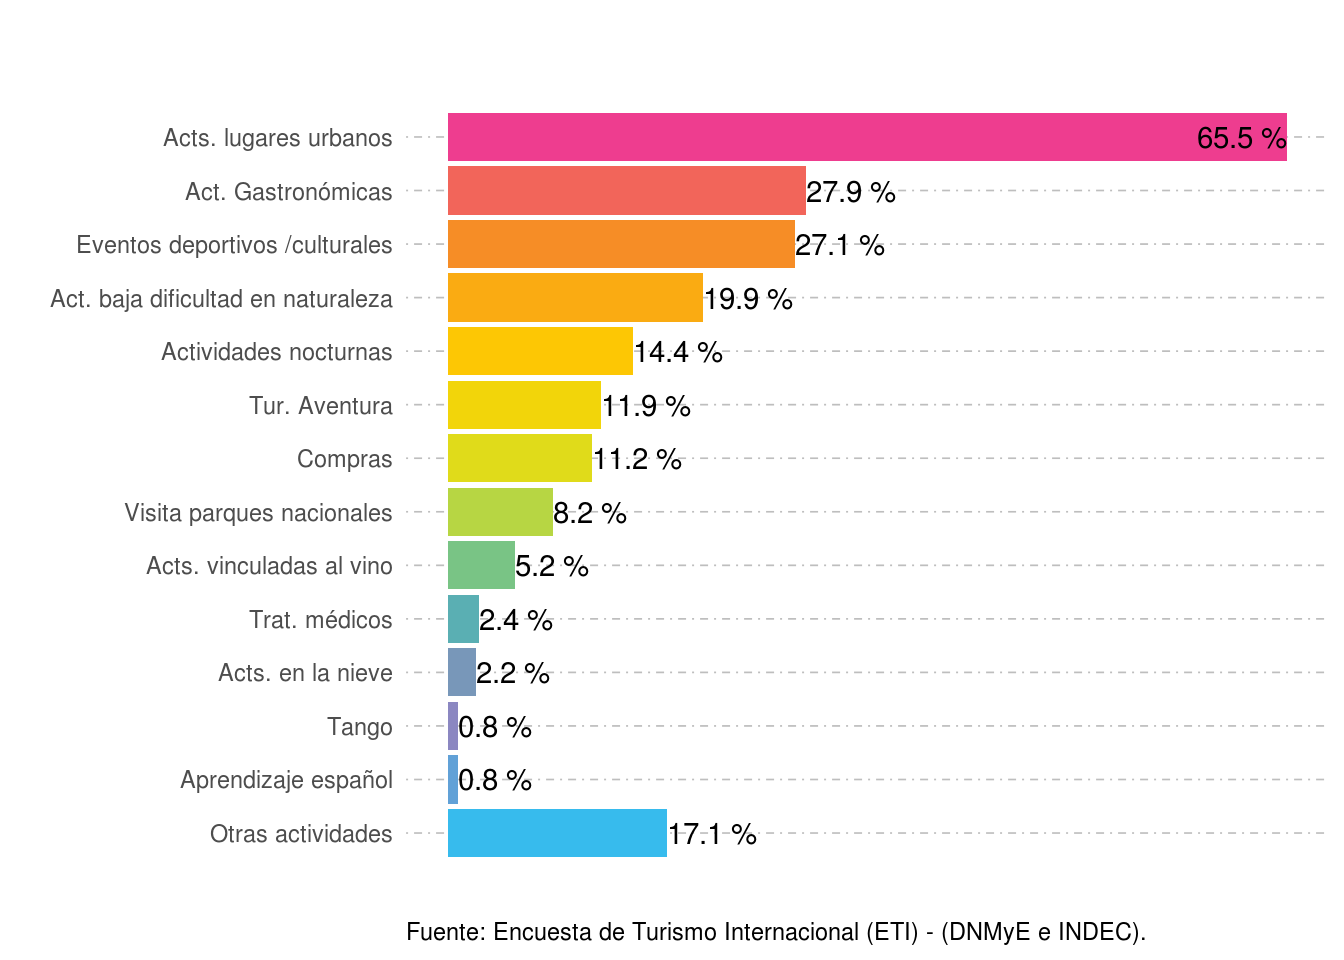 Acts. lugares urbanos 65.5 %
Act. Gastronómicas 27.9 %
Eventos deportivos /culturales 27.1 %
Act. baja dificultad en naturaleza 19.9 %
Actividades nocturnas 14.4 %
Tur. Aventura 11.9 %
Compras 11.2 %
Visita parques nacionales 8.2 %
Acts. vinculadas al vino 5.2 %
Trat. médicos 2.4 %
Acts. en la nieve 2.2 %
Tango 0.8 %
Aprendizaje español 0.8 %
Otras actividades 17.1 %
Fuente: Encuesta de Turismo Internacional (ETI) - (DNMyE e INDEC).